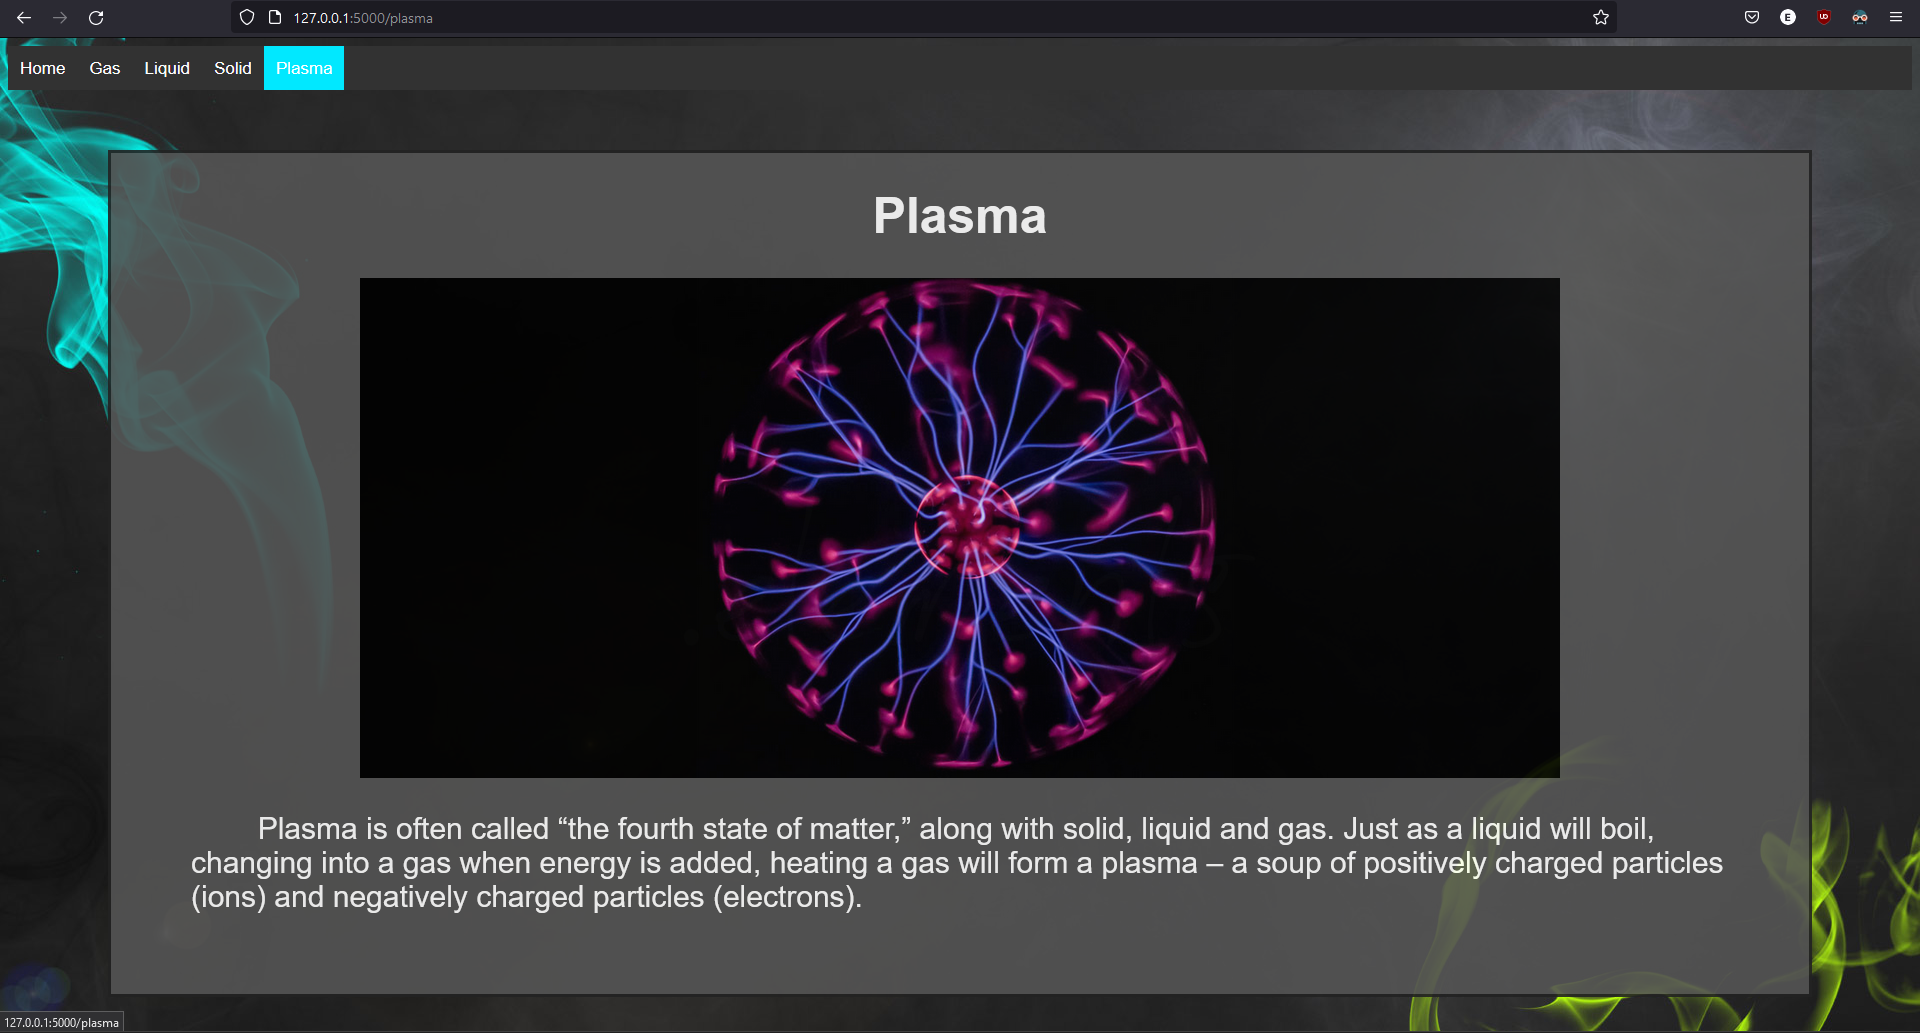 127.0.0.1:5000/plasma
E
UO
Home Gas Liquid Solid Plasma
Plasma
Plasma is often called “the fourth state of matter,” along with solid, liquid and gas. Just as a liquid will boil,
changing into a gas when energy is added, heating a gas will form a plasma – a soup of positively charged particles
(ions) and negatively charged particles (electrons).
127.0.0.1:5000/plasma